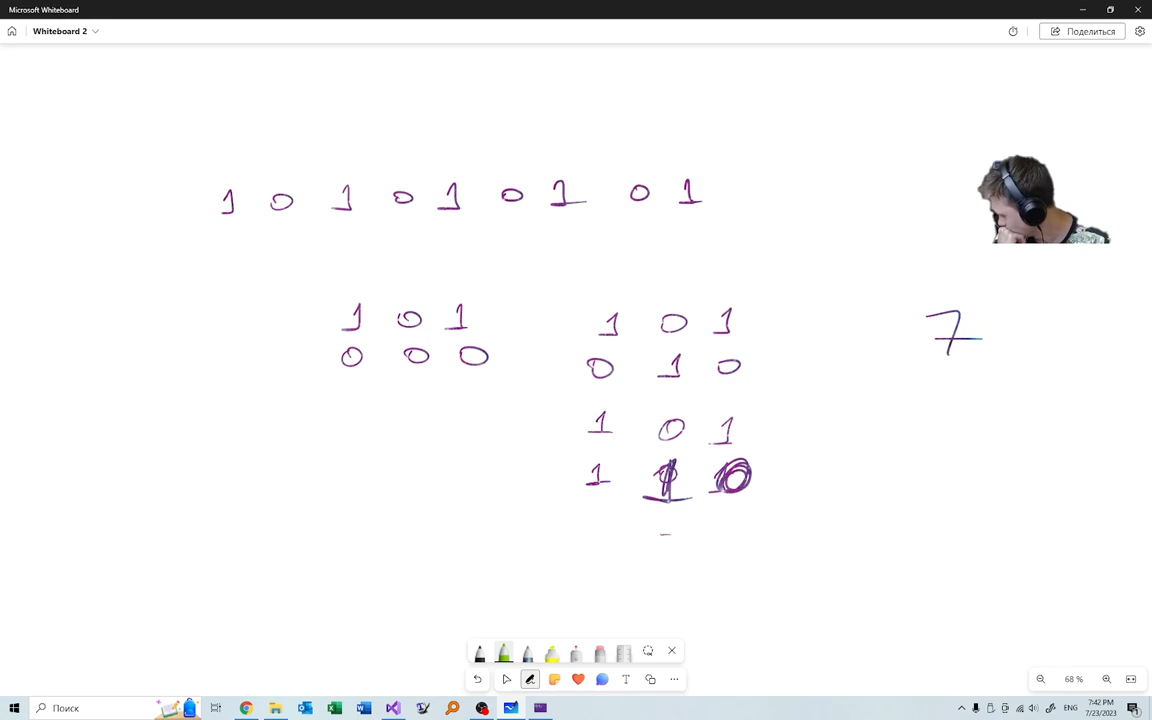 Microsoft Whiteboard
Whiteboard 2
Поделиться
1 0 1 0 1 0 1 0 1
1 0 1
0 0 0
1 0 1
0 1 0
1 0 1
1 1 0
7
68 %
Поиск
ENG
7:42 PM
7/23/2023